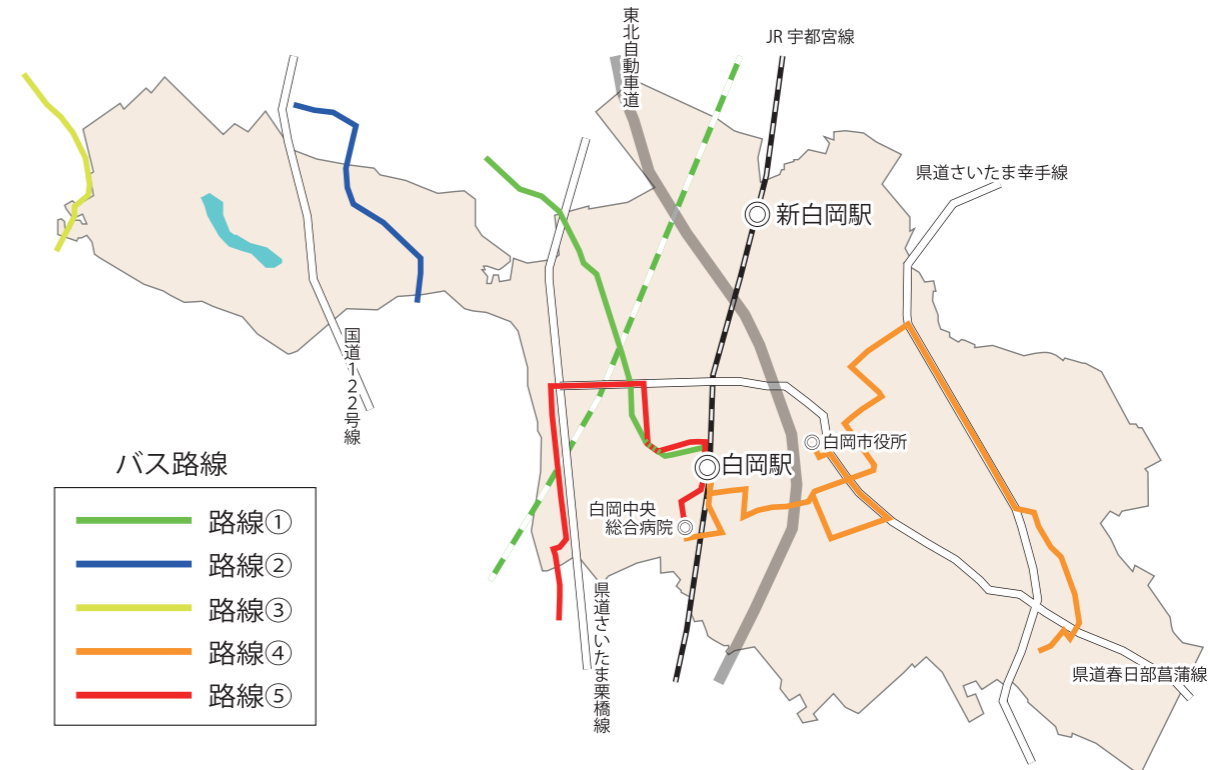 東北自動車道
JR 宇都宮線
県道さいたま幸手線
新白岡駅
国道122号線
白岡市役所
白岡駅
白岡中央
総合病院
県道さいたま栗橋線
県道春日部菖蒲線
バス路線
路線①
路線②
路線③
路線④
路線⑤